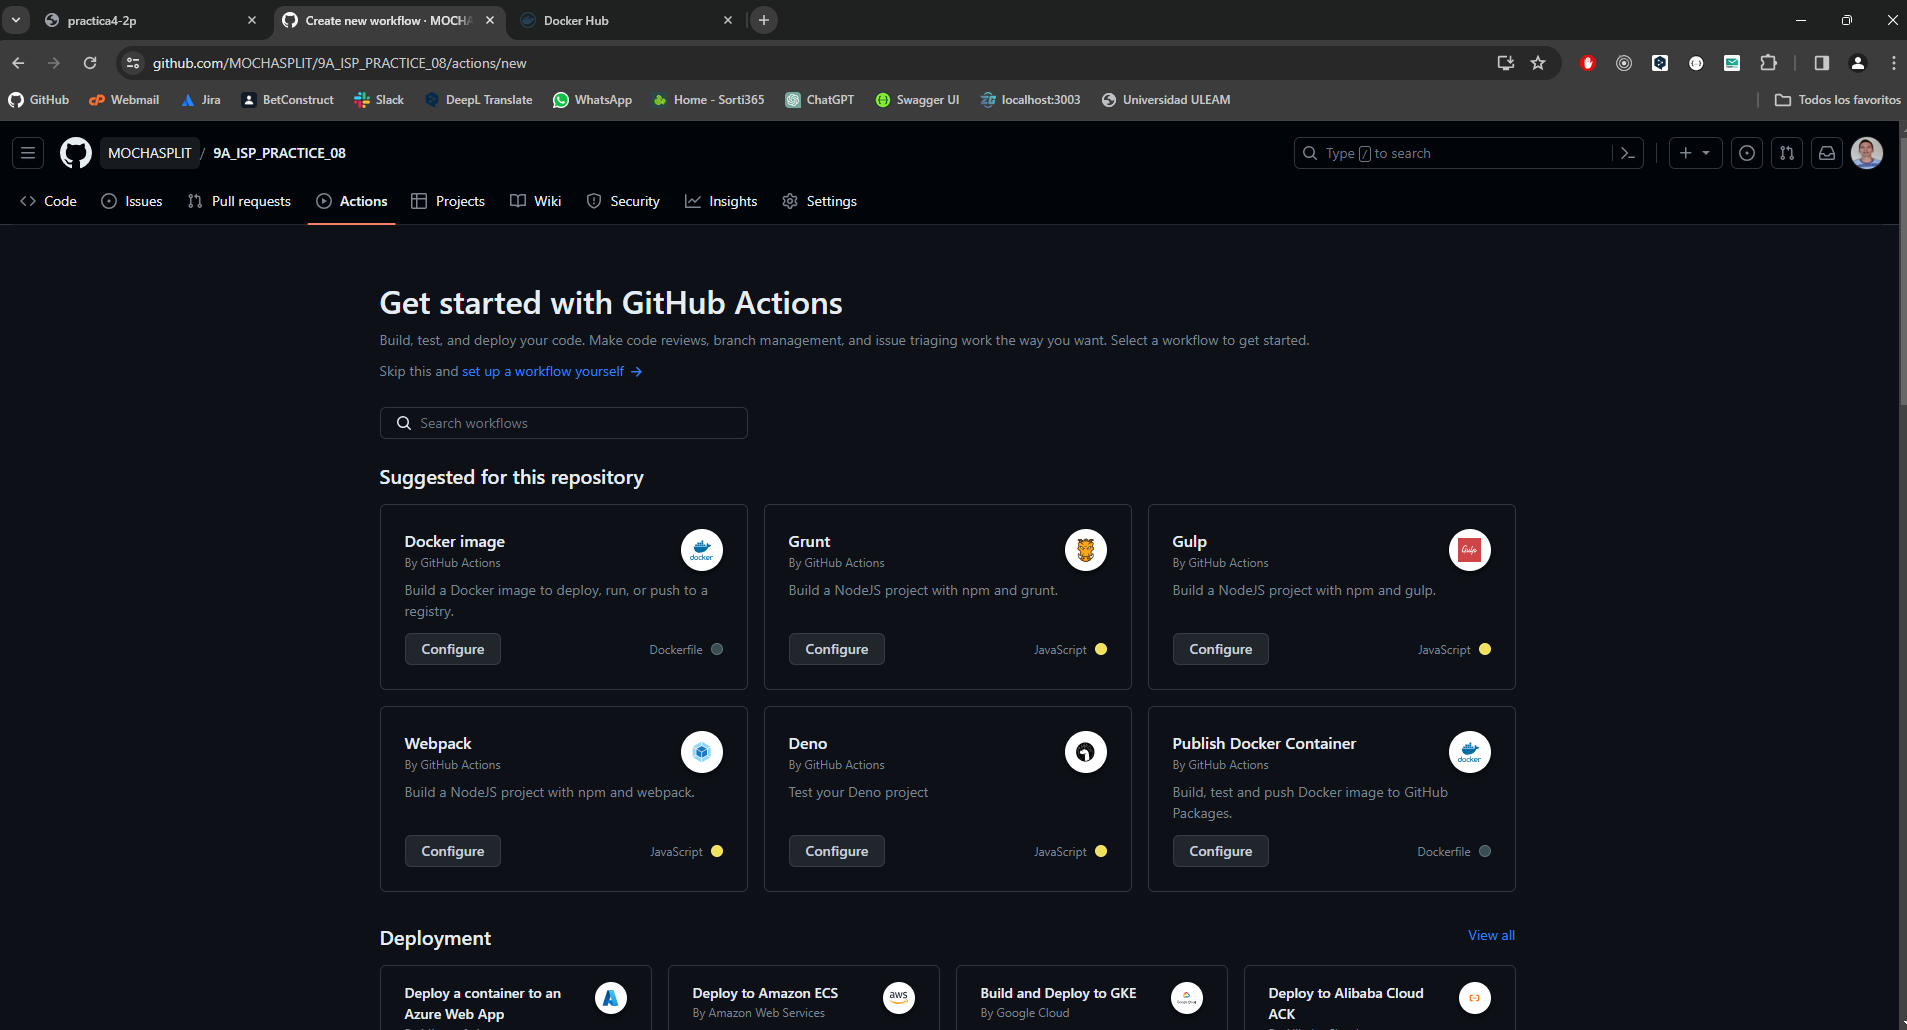 practica4-2p
Create new workflow · MOCHA
Docker Hub
github.com/MOCHASPLIT/9A_ISP_PRACTICE_08/actions/new
GitHub
Webmail
Jira
BetConstruct
Slack
DeepL Translate
WhatsApp
Home - Sorti365
ChatGPT
Swagger UI
localhost:3003
Universidad ULEAM
Todos los favoritos
MOCHASPLIT / 9A_ISP_PRACTICE_08
Type / to search
Code
Issues
Pull requests
Actions
Projects
Wiki
Security
Insights
Settings
Get started with GitHub Actions
Build, test, and deploy your code. Make code reviews, branch management, and issue triaging work the way you want. Select a workflow to get started.
Skip this and set up a workflow yourself →
Search workflows
Suggested for this repository
Docker image
By GitHub Actions
docker
Build a Docker image to deploy, run, or push to a
registry.
Configure
Dockerfile
Grunt
By GitHub Actions
Build a NodeJS project with npm and grunt.
Configure
JavaScript
Gulp
By GitHub Actions
Gulp
Build a NodeJS project with npm and gulp.
Configure
JavaScript
Webpack
By GitHub Actions
Build a NodeJS project with npm and webpack.
Configure
JavaScript
Deno
By GitHub Actions
Test your Deno project
Configure
JavaScript
Publish Docker Container
By GitHub Actions
docker
Build, test and push Docker image to GitHub
Packages.
Configure
Dockerfile
Deployment
View all
Deploy a container to an
Azure Web App
Deploy to Amazon ECS
By Amazon Web Services
aws
Build and Deploy to GKE
By Google Cloud
Google Cloud
Deploy to Alibaba Cloud
ACK